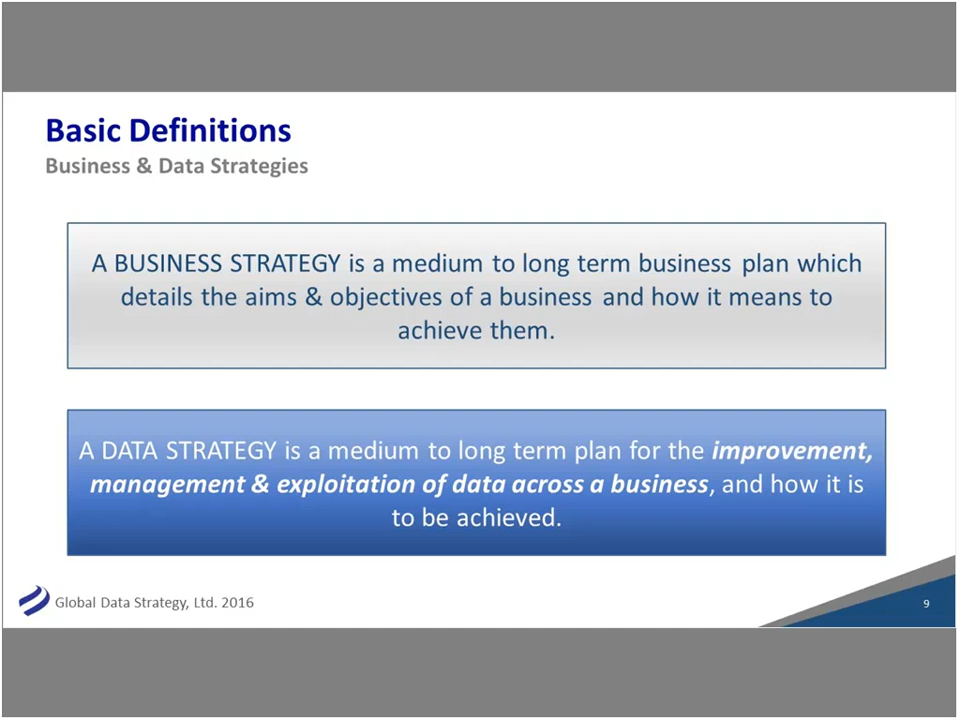 Basic Definitions
Business & Data Strategies
A BUSINESS STRATEGY is a medium to long term business plan which
details the aims & objectives of a business and how it means to
achieve them.
A DATA STRATEGY is a medium to long term plan for the improvement,
management & exploitation of data across a business, and how it is
to be achieved.
Global Data Strategy, Ltd. 2016
9